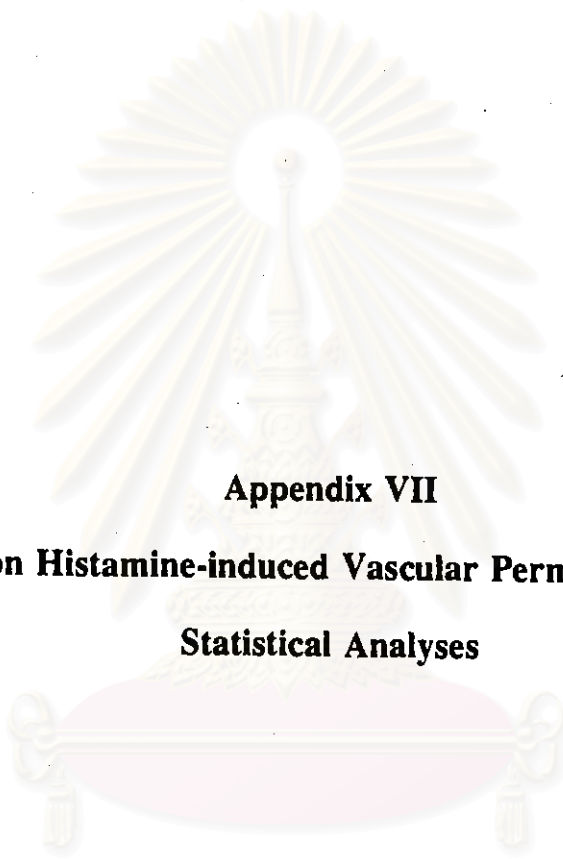 Appendix VII
on Histamine-induced Vascular Perm
Statistical Analyses